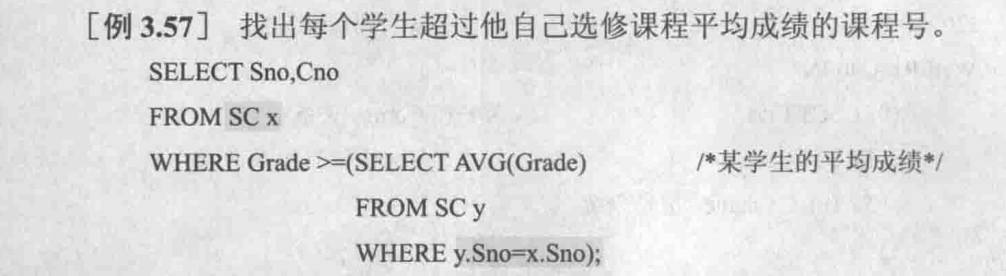 [例 3.57] 找出每个学生超过他自己选修课程平均成绩的课程号。
SELECT Sno,Cno
FROM SC x
WHERE Grade >=(SELECT AVG(Grade) /*某学生的平均成绩*/
FROM SC y
WHERE y.Sno=x.Sno);